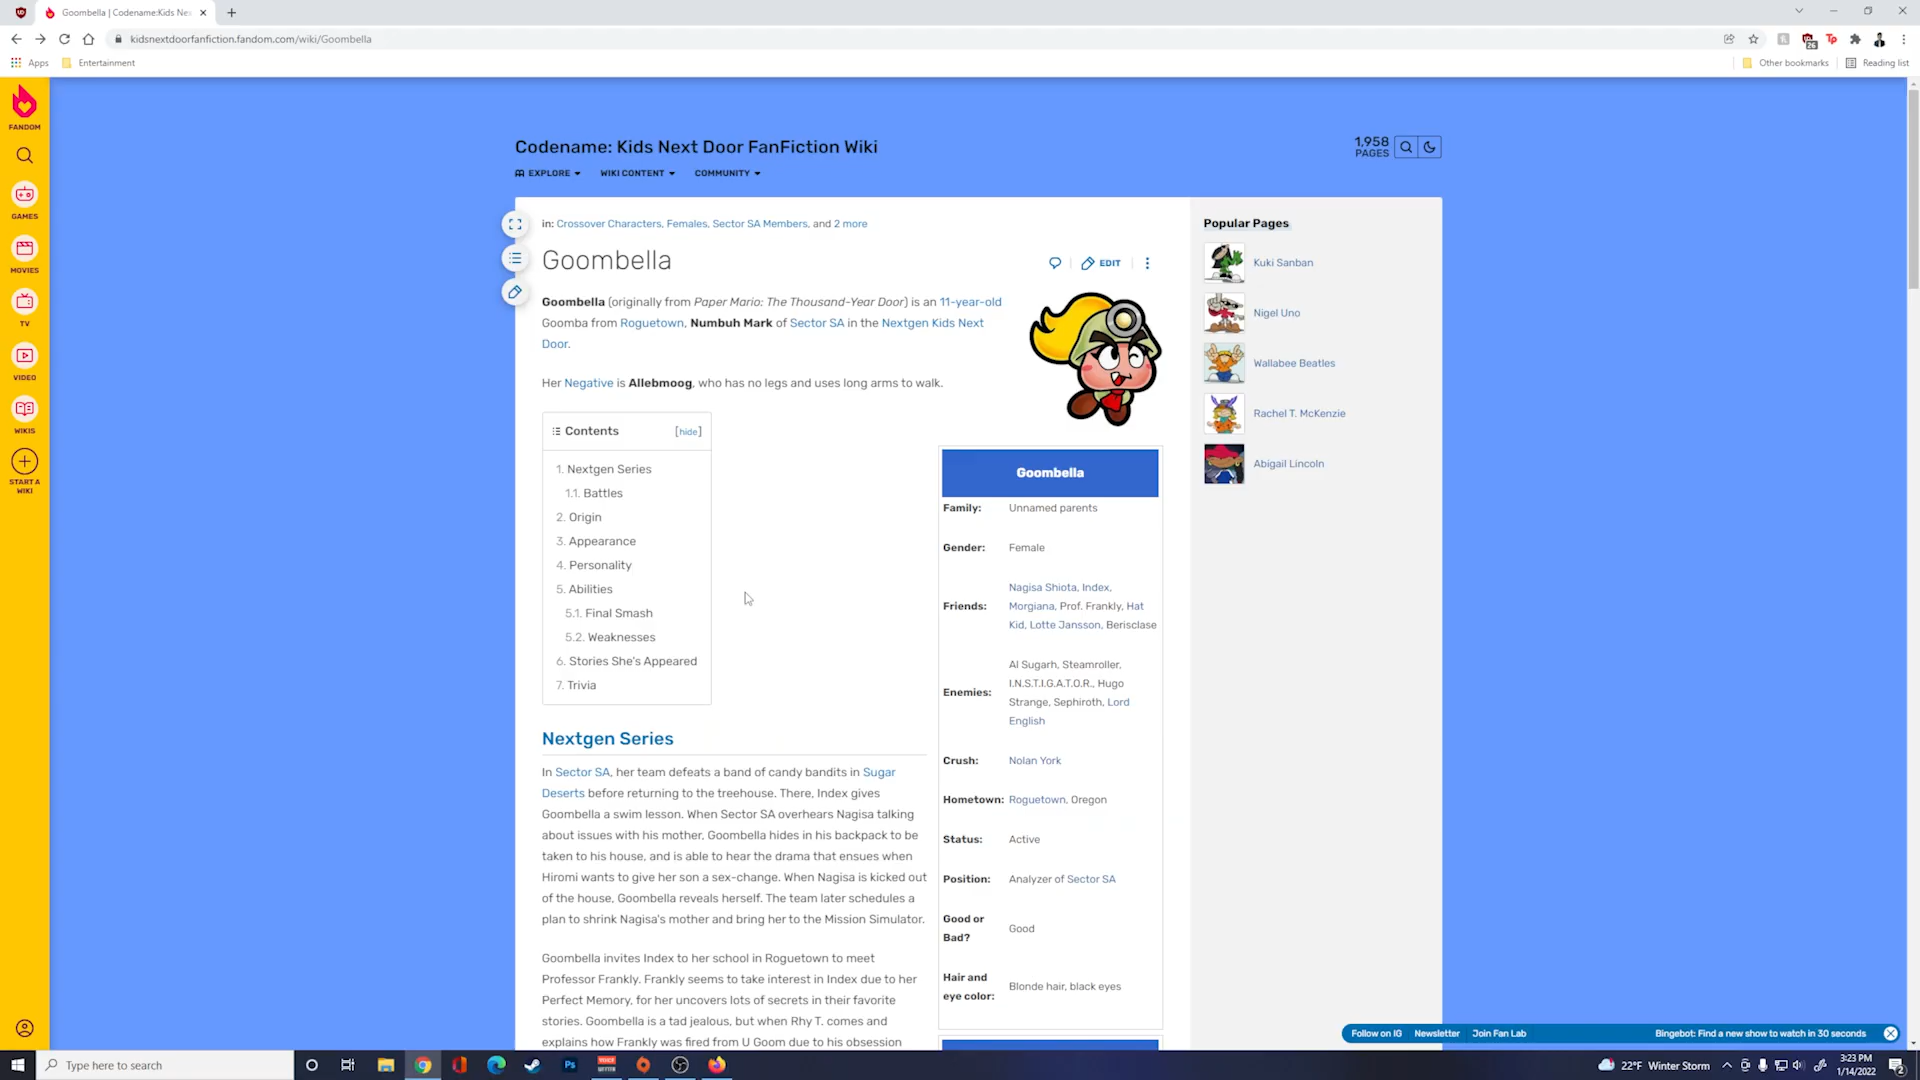 Goombella | Codename:Kids Nex
kidsnextdoorfanfiction.fandom.com/wiki/Goombella
26
Tp
Apps
Entertainment
Other bookmarks
Reading list
FANDOM
GAMES
MOVIES
TV
VIDEO
WIKIS
START A
WIKI
Codename: Kids Next Door FanFiction Wiki
1,958
PAGES
EXPLORE
WIKI CONTENT
COMMUNITY
in: Crossover Characters, Females, Sector SA Members, and 2 more
Goombella
EDIT
Goombella (originally from Paper Mario: The Thousand-Year Door) is an 11-year-old
Goomba from Roguetown, Numbuh Mark of Sector SA in the Nextgen Kids Next
Door.
Her Negative is Allebmoog, who has no legs and uses long arms to walk.
Contents [hide]
1. Nextgen Series
1.1. Battles
2. Origin
3. Appearance
4. Personality
5. Abilities
5.1. Final Smash
5.2. Weaknesses
6. Stories She's Appeared
7. Trivia
Nextgen Series
In Sector SA, her team defeats a band of candy bandits in Sugar
Deserts before returning to the treehouse. There, Index gives
Goombella a swim lesson. When Sector SA overhears Nagisa talking
about issues with his mother, Goombella hides in his backpack to be
taken to his house, and is able to hear the drama that ensues when
Hiromi wants to give her son a sex-change. When Nagisa is kicked out
of the house, Goombella reveals herself. The team later schedules a
plan to shrink Nagisa's mother and bring her to the Mission Simulator.
Goombella invites Index to her school in Roguetown to meet
Professor Frankly. Frankly seems to take interest in Index due to her
Perfect Memory, for her uncovers lots of secrets in their favorite
stories. Goombella is a tad jealous, but when Rhy T. comes and
explains how Frankly was fired from U Goom due to his obsession
Goombella
Family: Unnamed parents
Gender: Female
Friends: Nagisa Shiota, Index,
Morgiana, Prof. Frankly, Hat
Kid, Lotte Jansson, Berisclase
Enemies: Al Sugarh, Steamroller,
I.N.S.T.I.G.A.T.O.R., Hugo
Strange, Sephiroth, Lord
English
Crush: Nolan York
Hometown: Roguetown, Oregon
Status: Active
Position: Analyzer of Sector SA
Good or
Bad?
Good
Hair and
eye color:
Blonde hair, black eyes
Popular Pages
Kuki Sanban
Nigel Uno
Wallabee Beatles
Rachel T. McKenzie
Abigail Lincoln
Follow on IG
Newsletter
Join Fan Lab
Bingebot: Find a new show to watch in 30 seconds
Type here to search
Ps
22°F Winter Storm
3:23 PM
1/14/2022
2